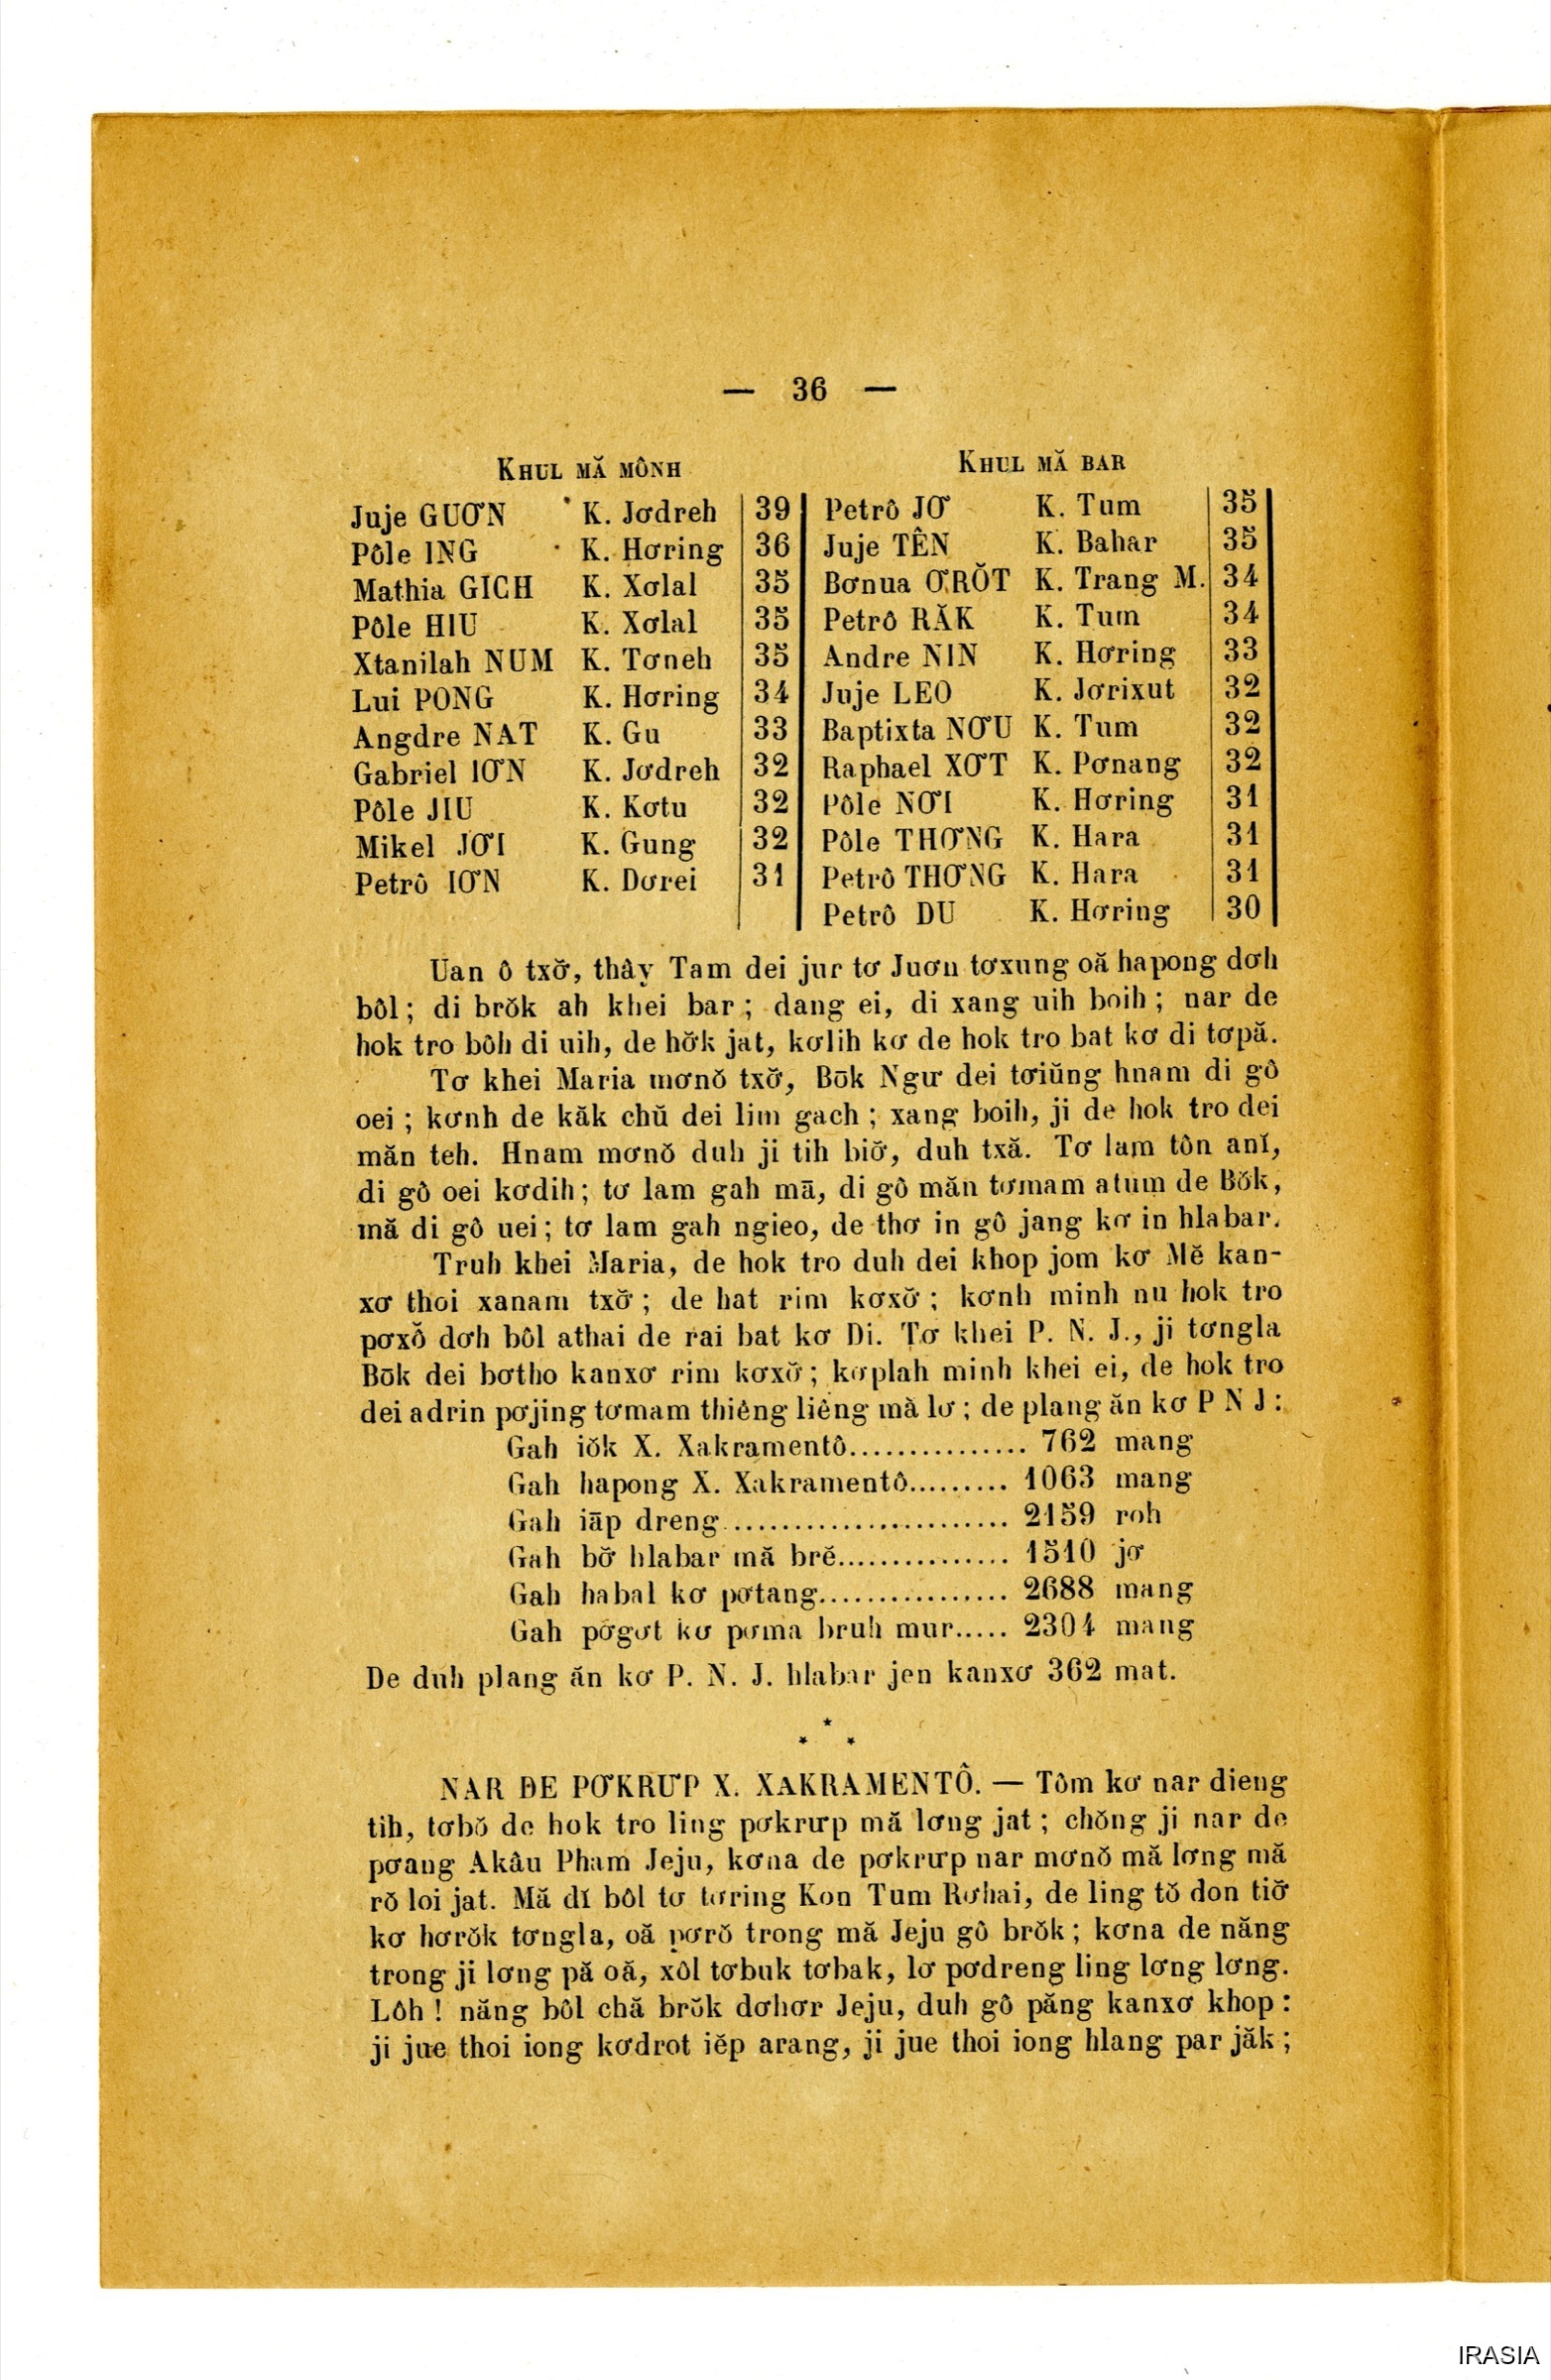 — 36 —
KHUL MĂ MÔNH
Juje GUƠN K. Jơdreh 39
Pôle ING K. Hơring 36
Mathia GICH K. Xơlal 35
Pôle HIU K. Xơlal 35
Xtanilah NUM K. Tơneh 35
Lui PONG K. Hơring 34
Angdre NAT K. Gu 33
Gabriel IƠN K. Jơdreh 32
Pôle JIU K. Kơtu 32
Mikel JƠI K. Gung 32
Petrô IƠN K. Dơrei 31
KHUL MĂ BAR
Petrô JƠ K. Tum 35
Juje TÊN K. Bahar 35
Bơnua ƠRŎT K. Trang M. 34
Petrô RĂK K. Tum 34
Andre NIN K. Hơring 33
Juje LEO K. Jơrixut 32
Baptixta NƠU K. Tum 32
Raphael XƠT K. Pơnang 32
Pôle NƠI K. Hơring 31
Pôle THƠNG K. Hara 31
Petrô THƠNG K. Hara 31
Petrô DU K. Hơring 30
Uan ô txơ̆, thây Tam dei jur tơ Juơn tơxung oă hapong dơh
bôl; di brŏk ah khei bar; dang ei, di xang uih boih; nar de
hok tro bôh di uih, de hơ̆k jat, kơlih kơ de hok tro bat kơ di tơpă.
Tơ khei Maria mơnŏ txơ̆, Bōk Ngư dei tơiŭng hnam di gô
oei; kơnh de kăk chŭ dei lim gach; xang boih, ji de hok tro dei
măn teh. Hnam mơnŏ duh ji tih biơ̆, duh txă. Tơ lam tôn anĭ,
di gô oei kơdih; tơ lam gah mā, di gô măn tơmam atum de Bŏk,
mă di gô uei; tơ lam gah ngieo, de thơ in gô jang kơ in hlabar.
Truh khei Maria, de hok tro duh dei khop jom kơ Mĕ kan-
xơ thoi xanam txơ̆; de hat rim kơxơ̆; kơnh minh nu hok tro
pơxŏ dơh bôl athai de rai bat kơ Di. Tơ khei P. N. J., ji tơngla
Bōk dei bơtho kanxơ rim kơxơ̆; kơplah minh khei ei, de hok tro
dei adrin pơjing tơmam thiêng liêng mă lơ; de plang ăn kơ P N J:
Gah iŏk X. Xakramentô............... 762 mang
Gah hapong X. Xakramentô......... 1063 mang
Gah iăp dreng........................ 2159 roh
Gah bơ̆ hlabar mă brĕ............... 1510 jơ
Gah habal kơ pơtang................ 2688 mang
Gah pơgơt kơ pơma bruh mur..... 2304 mang
De duh plang ăn kơ P. N. J. hlabar jen kanxơ 362 mat.
* * *
NAR ĐE PƠKRƯP X. XAKRAMENTÔ. — Tôm kơ nar dieng
tih, tơbŏ de hok tro ling pơkrưp mă lơng jat; chŏng ji nar de
pơang Akâu Pham Jeju, kơna de pơkrưp nar mơnŏ mă lơng mă
rŏ loi jat. Mă dĭ bôl tơ tơring Kon Tum Rơhai, de ling tŏ don tiơ̆
kơ hơrŏk tơngla, oă pơrŏ trong mă Jeju gô brŏk; kơna de năng
trong ji lơng pă oă, xôl tơbuk tơbak, lơ pơdreng ling lơng lơng.
Lôh! năng bôl chă brŏk dơhơr Jeju, duh gô păng kanxơ khop:
ji jue thoi iong kơdrot iĕp arang, ji jue thoi iong hlang par jăk;
IRASIA